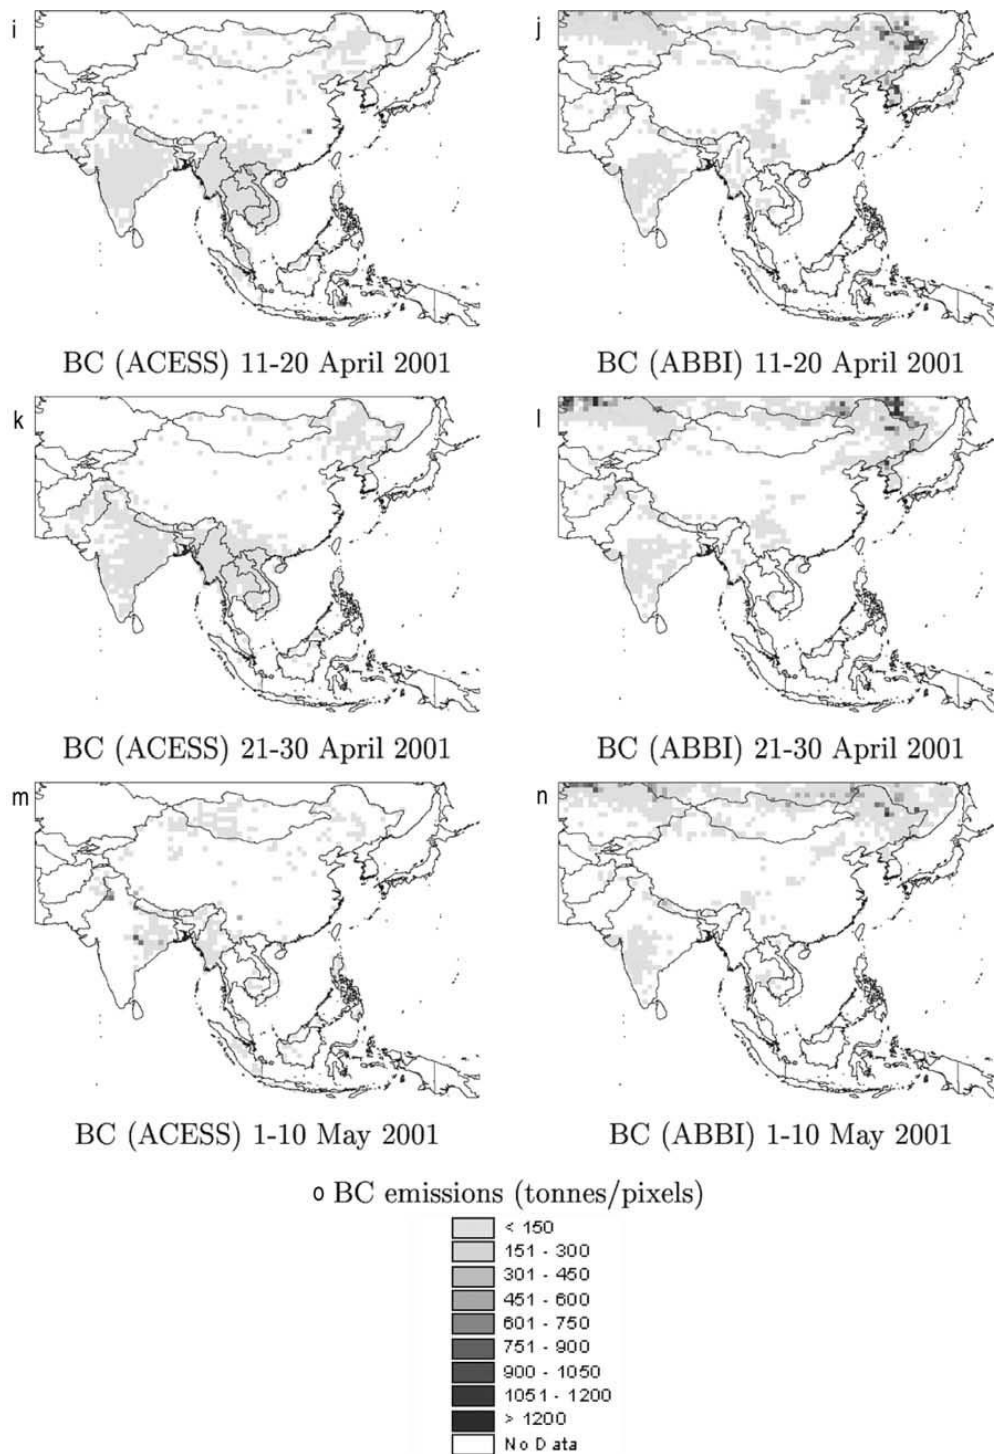 i
j
BC (ACESS) 11-20 April 2001
BC (ABBI) 11-20 April 2001
k
l
BC (ACESS) 21-30 April 2001
BC (ABBI) 21-30 April 2001
m
n
BC (ACESS) 1-10 May 2001
BC (ABBI) 1-10 May 2001
o BC emissions (tonnes/pixels)
< 150
151 - 300
301 - 450
451 - 600
601 - 750
751 - 900
900 - 1050
1051 - 1200
> 1200
No Data